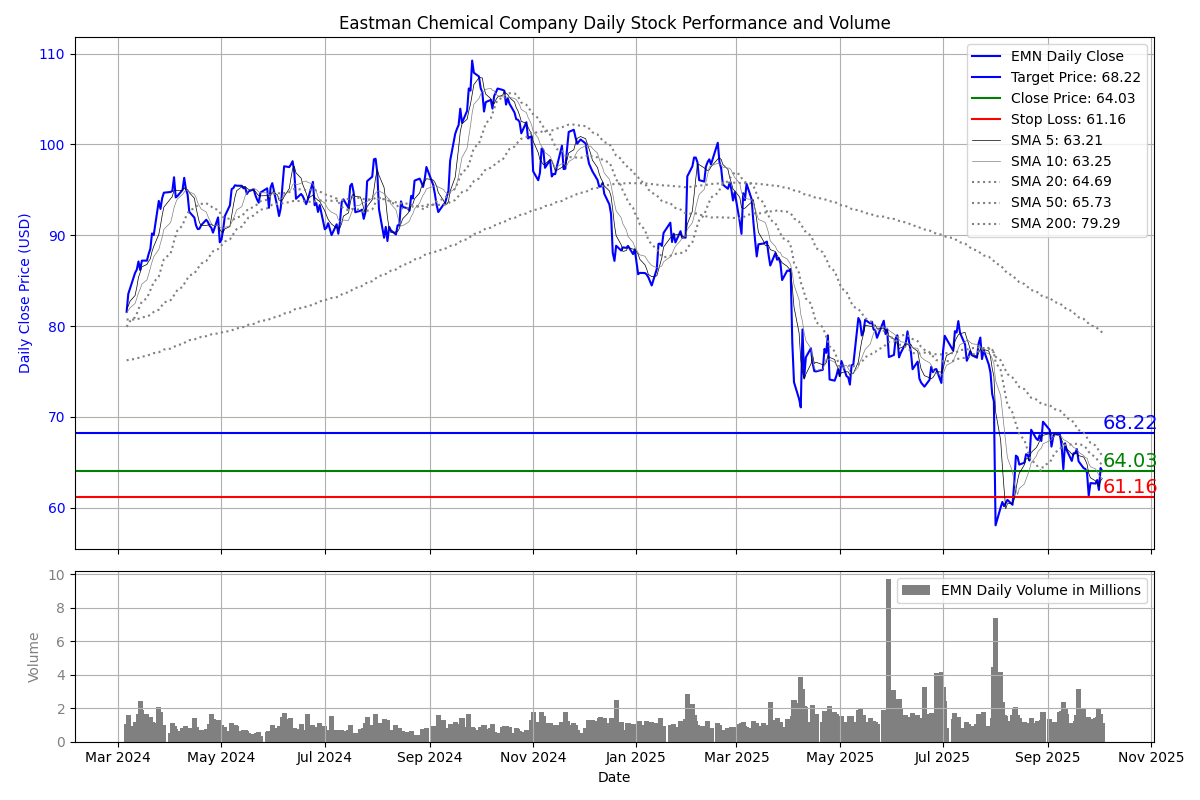 Eastman Chemical Company Daily Stock Performance and Volume
Daily Close Price (USD)
110
100
90
80
70
60
EMN Daily Close
Target Price: 68.22
Close Price: 64.03
Stop Loss: 61.16
SMA 5: 63.21
SMA 10: 63.25
SMA 20: 64.69
SMA 50: 65.73
SMA 200: 79.29
68.22
64.03
61.16
Volume
10
8
6
4
2
0
EMN Daily Volume in Millions
Mar 2024 May 2024 Jul 2024 Sep 2024 Nov 2024 Jan 2025 Mar 2025 May 2025 Jul 2025 Sep 2025 Nov 2025
Date